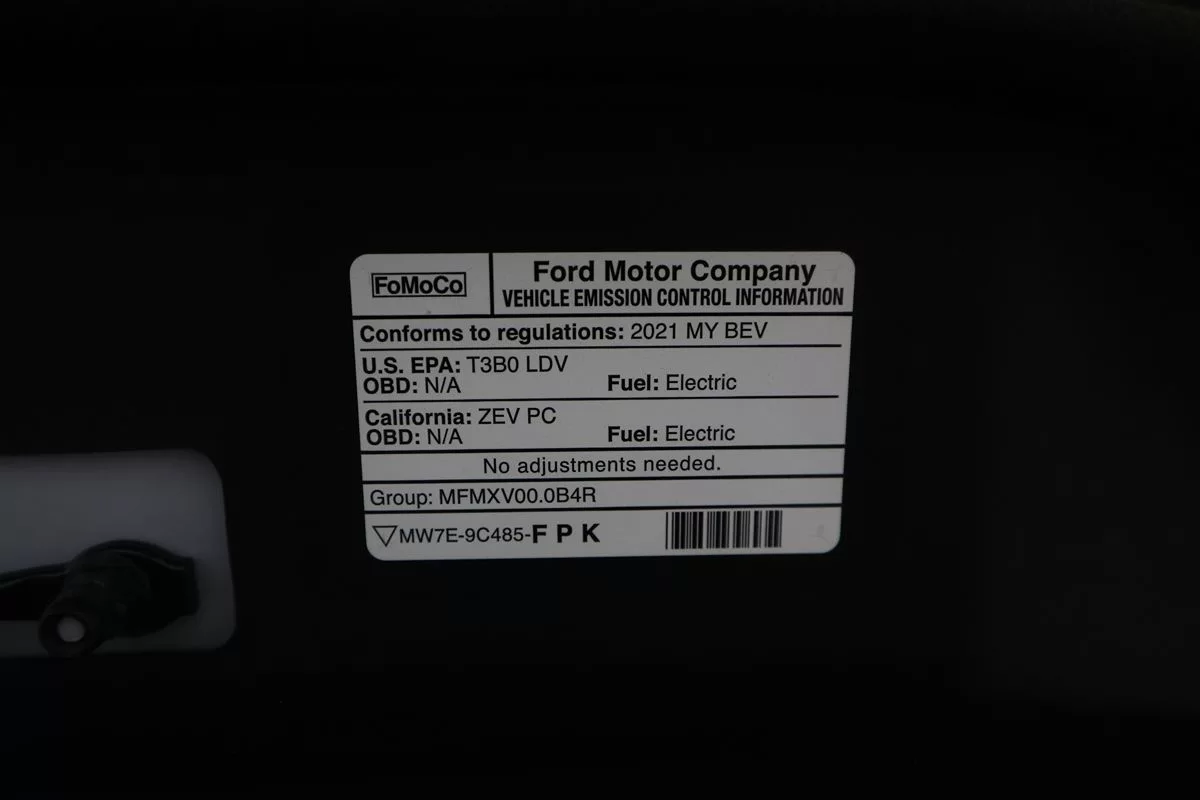 FoMoCo
Ford Motor Company
VEHICLE EMISSION CONTROL INFORMATION
Conforms to regulations: 2021 MY BEV
U.S. EPA: T3B0 LDV
OBD: N/A Fuel: Electric
California: ZEV PC
OBD: N/A Fuel: Electric
No adjustments needed.
Group: MFMXV00.0B4R
MW7E-9C485-FPK